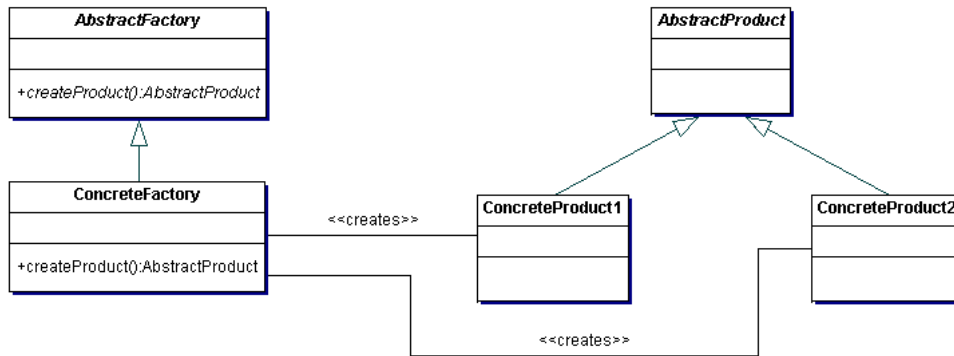 AbstractFactory
+createProduct():AbstractProduct
AbstractProduct
ConcreteFactory
+createProduct():AbstractProduct
<<creates>>
ConcreteProduct1
ConcreteProduct2
<<creates>>